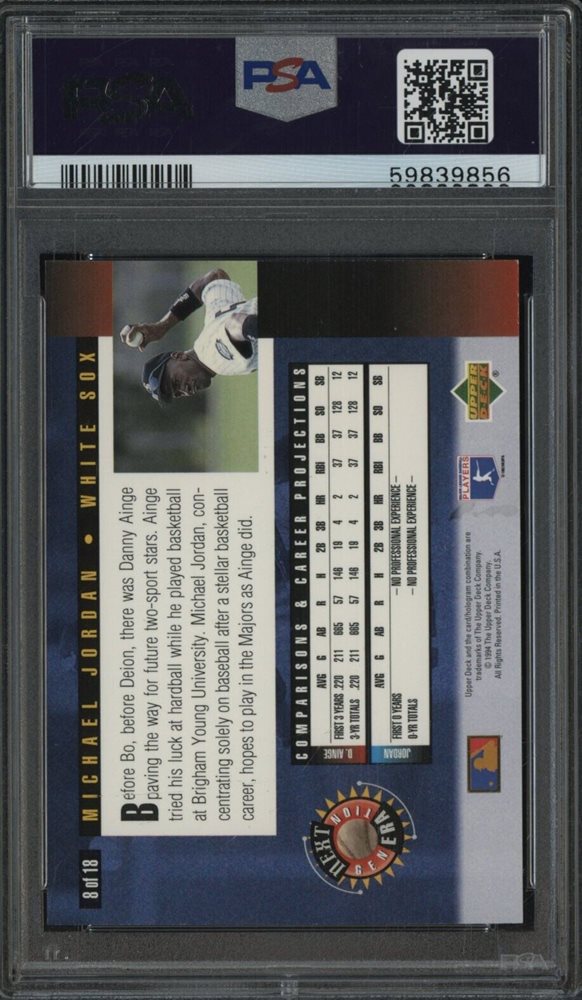 PSA
59839856
8 of 18
MICHAEL JORDAN • WHITE SOX
Before Bo, before Deion, there was Danny Ainge
paving the way for future two-sport stars. Ainge
tried his luck at hardball while he played basketball
at Brigham Young University. Michael Jordan, con-
centrating solely on baseball after a stellar basketball
career, hopes to play in the Majors as Ainge did.
NEXT
GENERATION
COMPARISONS & CAREER PROJECTIONS
D. AINGE
AVG G AB R H 2B 3B HR RBI BB SO SB
FIRST 3 YEARS .220 211 665 57 146 19 4 2 37 37 128 12
3-YR TOTALS .220 211 665 57 146 19 4 2 37 37 128 12
JORDAN
AVG G AB R H 2B 3B HR RBI BB SO SB
FIRST 0 YEARS – NO PROFESSIONAL EXPERIENCE –
0-YR TOTALS – NO PROFESSIONAL EXPERIENCE –
Upper Deck and the card/hologram combination are
trademarks of The Upper Deck Company.
© 1994 The Upper Deck Company.
All Rights Reserved. Printed in the U.S.A.
PLAYERS
UPPER DECK ®
PSA